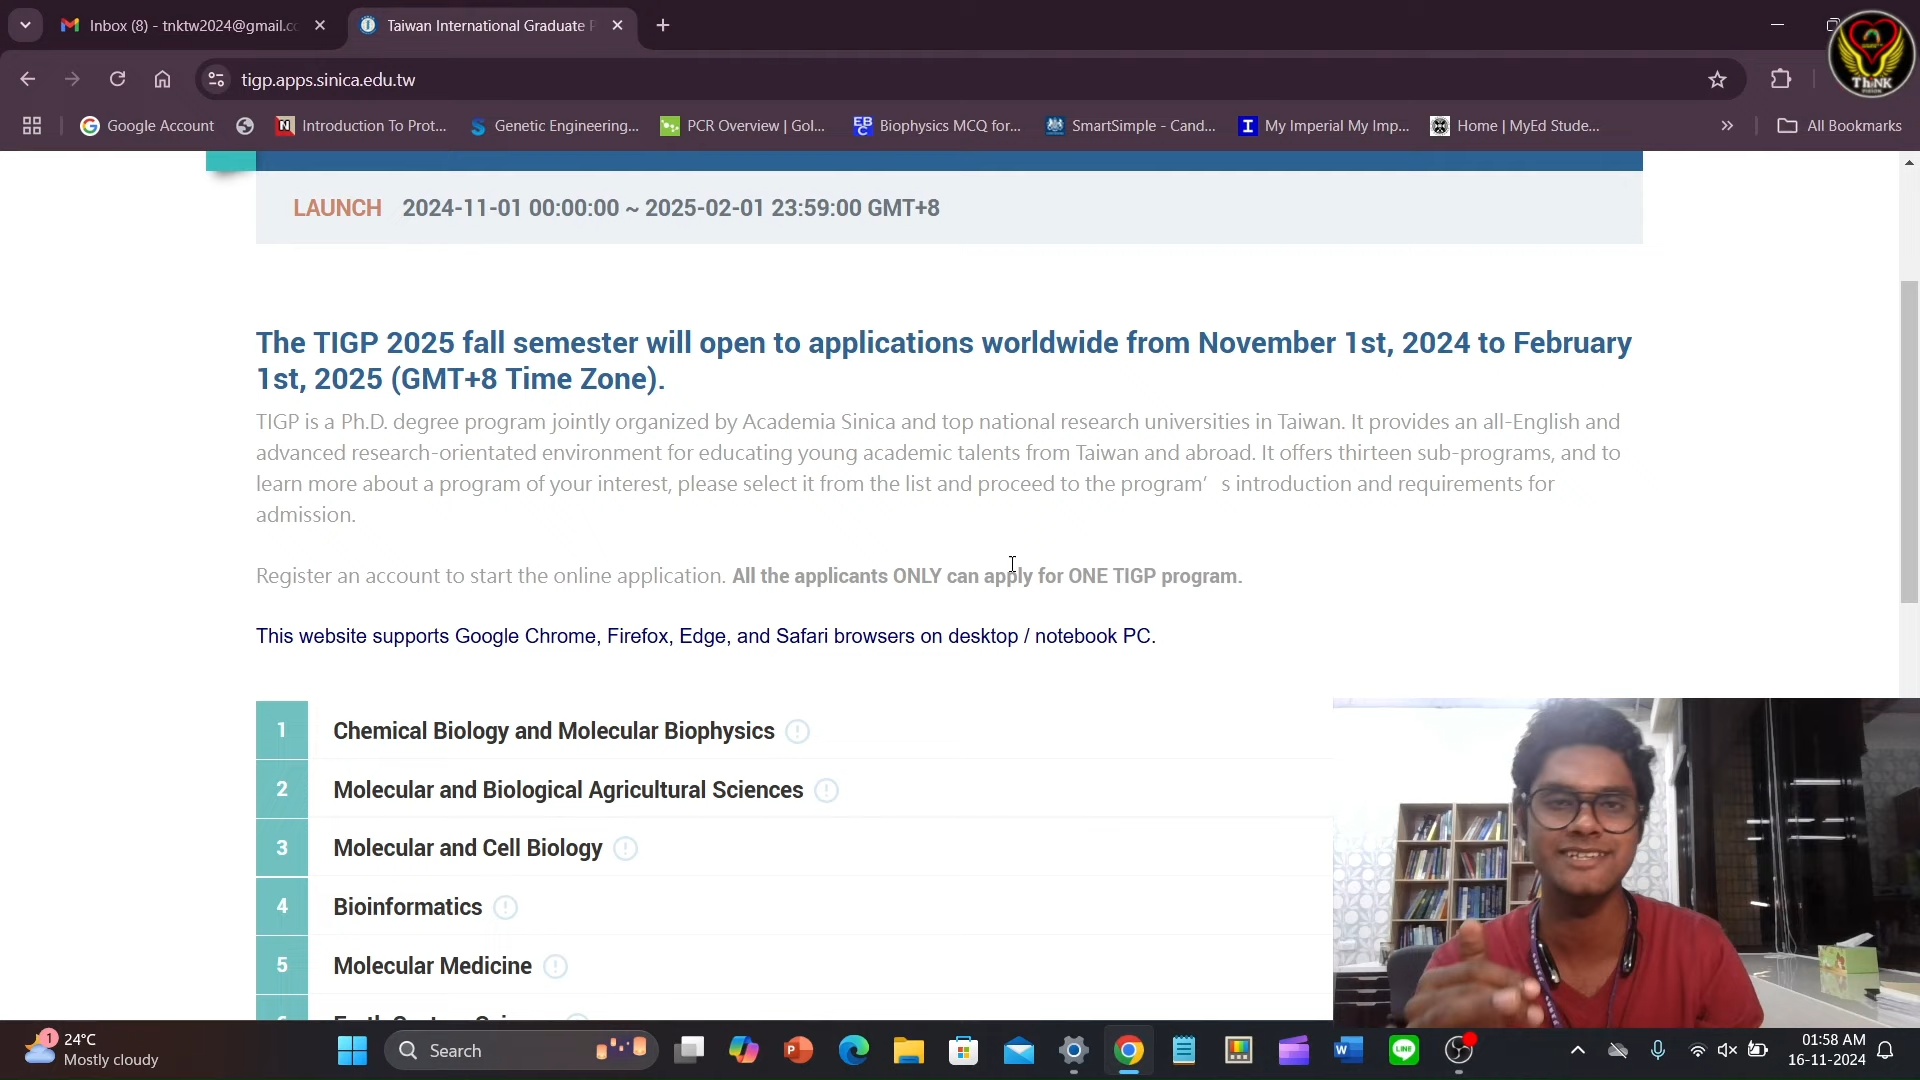 Inbox (8) - tnktw2024@gmail.cc
Taiwan International Graduate P
tigp.apps.sinica.edu.tw
ThiNK
Google Account
Introduction To Prot...
Genetic Engineering...
PCR Overview | Gol...
EB
C
Biophysics MCQ for...
SmartSimple - Cand...
My Imperial My Imp...
Home | MyEd Stude...
All Bookmarks
LAUNCH 2024-11-01 00:00:00 ~ 2025-02-01 23:59:00 GMT+8
The TIGP 2025 fall semester will open to applications worldwide from November 1st, 2024 to February
1st, 2025 (GMT+8 Time Zone).
TIGP is a Ph.D. degree program jointly organized by Academia Sinica and top national research universities in Taiwan. It provides an all-English and
advanced research-orientated environment for educating young academic talents from Taiwan and abroad. It offers thirteen sub-programs, and to
learn more about a program of your interest, please select it from the list and proceed to the program’s introduction and requirements for
admission.
Register an account to start the online application. All the applicants ONLY can apply for ONE TIGP program.
This website supports Google Chrome, Firefox, Edge, and Safari browsers on desktop / notebook PC.
1 Chemical Biology and Molecular Biophysics
2 Molecular and Biological Agricultural Sciences
3 Molecular and Cell Biology
4 Bioinformatics
5 Molecular Medicine
1
24°C
Mostly cloudy
Search
LINE
01:58 AM
16-11-2024